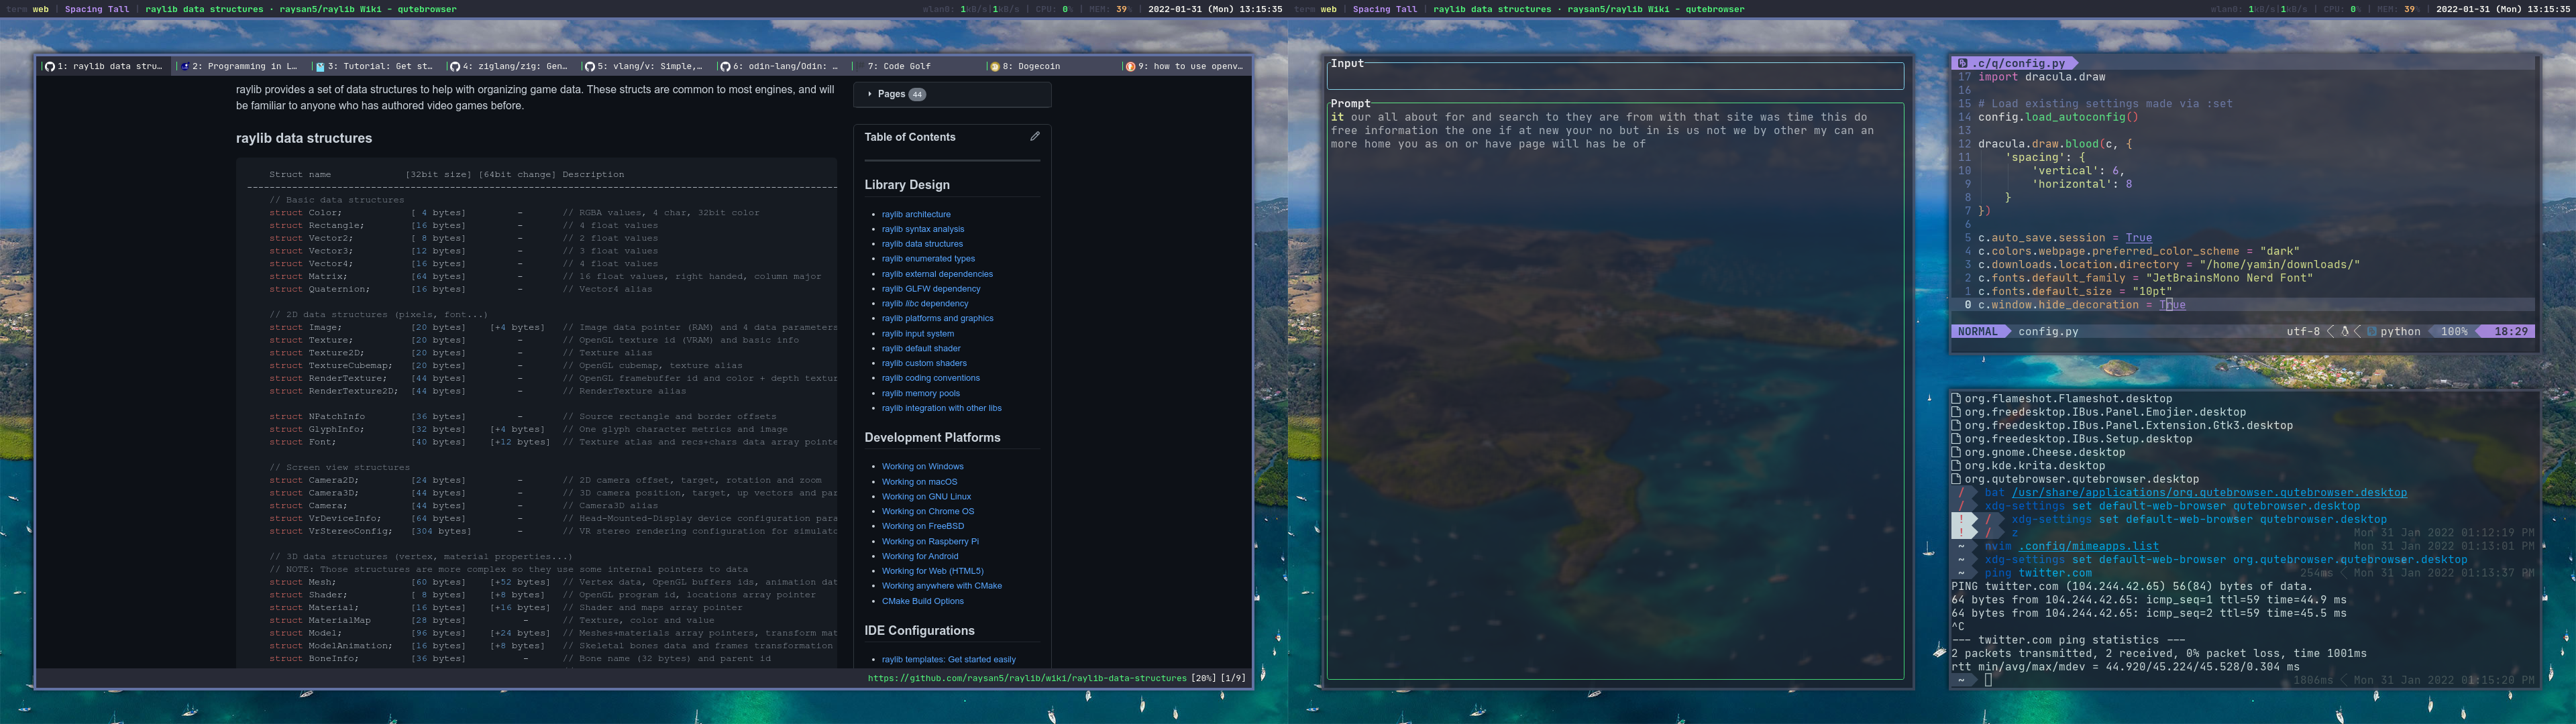 term web | Spacing Tall | raylib data structures · raysan5/raylib Wiki - qutebrowser
wlan0: 1kB/s|1kB/s | CPU: 0% | MEM: 39% | 2022-01-31 (Mon) 13:15:35
term web | Spacing Tall | raylib data structures · raysan5/raylib Wiki - qutebrowser
wlan0: 1kB/s|1kB/s | CPU: 0% | MEM: 39% | 2022-01-31 (Mon) 13:15:35
1: raylib data stru… 2: Programming in L… 3: Tutorial: Get st… 4: ziglang/zig: Gen… 5: vlang/v: Simple,… 6: odin-lang/Odin: … 7: Code Golf 8: Dogecoin 9: how to use openv…
raylib provides a set of data structures to help with organizing game data. These structs are common to most engines, and will
be familiar to anyone who has authored video games before.
raylib data structures
Struct name [32bit size] [64bit change] Description
// Basic data structures
struct Color; [ 4 bytes] - // RGBA values, 4 char, 32bit color
struct Rectangle; [16 bytes] - // 4 float values
struct Vector2; [ 8 bytes] - // 2 float values
struct Vector3; [12 bytes] - // 3 float values
struct Vector4; [16 bytes] - // 4 float values
struct Matrix; [64 bytes] - // 16 float values, right handed, column major
struct Quaternion; [16 bytes] - // Vector4 alias
// 2D data structures (pixels, font...)
struct Image; [20 bytes] [+4 bytes] // Image data pointer (RAM) and 4 data parameters
struct Texture; [20 bytes] - // OpenGL texture id (VRAM) and basic info
struct Texture2D; [20 bytes] - // Texture alias
struct TextureCubemap; [20 bytes] - // OpenGL cubemap, texture alias
struct RenderTexture; [44 bytes] - // OpenGL framebuffer id and color + depth textur
struct RenderTexture2D; [44 bytes] - // RenderTexture alias
struct NPatchInfo [36 bytes] - // Source rectangle and border offsets
struct GlyphInfo; [32 bytes] [+4 bytes] // One glyph character metrics and image
struct Font; [40 bytes] [+12 bytes] // Texture atlas and recs+chars data array pointe
// Screen view structures
struct Camera2D; [24 bytes] - // 2D camera offset, target, rotation and zoom
struct Camera3D; [44 bytes] - // 3D camera position, target, up vectors and par
struct Camera; [44 bytes] - // Camera3D alias
struct VrDeviceInfo; [64 bytes] - // Head-Mounted-Display device configuration para
struct VrStereoConfig; [304 bytes] - // VR stereo rendering configuration for simulato
// 3D data structures (vertex, material properties...)
// NOTE: Those structures are more complex so they use some internal pointers to data
struct Mesh; [60 bytes] [+52 bytes] // Vertex data, OpenGL buffers ids, animation dat
struct Shader; [ 8 bytes] [+8 bytes] // OpenGL program id, locations array pointer
struct Material; [16 bytes] [+16 bytes] // Shader and maps array pointer
struct MaterialMap [28 bytes] - // Texture, color and value
struct Model; [96 bytes] [+24 bytes] // Meshes+materials array pointers, transform mat
struct ModelAnimation; [16 bytes] [+8 bytes] // Skeletal bones data and frames transformation
struct BoneInfo; [36 bytes] - // Bone name (32 bytes) and parent id
Pages 44
Table of Contents
Library Design
raylib architecture
raylib syntax analysis
raylib data structures
raylib enumerated types
raylib external dependencies
raylib GLFW dependency
raylib libc dependency
raylib platforms and graphics
raylib input system
raylib default shader
raylib custom shaders
raylib coding conventions
raylib memory pools
raylib integration with other libs
Development Platforms
Working on Windows
Working on macOS
Working on GNU Linux
Working on Chrome OS
Working on FreeBSD
Working on Raspberry Pi
Working for Android
Working for Web (HTML5)
Working anywhere with CMake
CMake Build Options
IDE Configurations
raylib templates: Get started easily
https://github.com/raysan5/raylib/wiki/raylib-data-structures [20%] [1/9]
Input
Prompt
it our all about for and search to they are from with that site was time this do
free information the one if at new your no but in is us not we by other my can an
more home you as on or have page will has be of
.c/q/config.py
17 import dracula.draw
16
15 # Load existing settings made via :set
14 config.load_autoconfig()
13
12 dracula.draw.blood(c, {
11 'spacing': {
10 'vertical': 6,
9 'horizontal': 8
8 }
7 })
6
5 c.auto_save.session = True
4 c.colors.webpage.preferred_color_scheme = "dark"
3 c.downloads.location.directory = "/home/yamin/downloads/"
2 c.fonts.default_family = "JetBrainsMono Nerd Font"
1 c.fonts.default_size = "10pt"
0 c.window.hide_decoration = True
NORMAL config.py utf-8 python 100% 18:29
org.flameshot.Flameshot.desktop
org.freedesktop.IBus.Panel.Emojier.desktop
org.freedesktop.IBus.Panel.Extension.Gtk3.desktop
org.freedesktop.IBus.Setup.desktop
org.gnome.Cheese.desktop
org.kde.krita.desktop
org.qutebrowser.qutebrowser.desktop
/ bat /usr/share/applications/org.qutebrowser.qutebrowser.desktop
/ xdg-settings set default-web-browser qutebrowser.desktop
! / xdg-settings set default-web-browser qutebrowser.desktop
! / z Mon 31 Jan 2022 01:12:19 PM
~ nvim .config/mimeapps.list Mon 31 Jan 2022 01:13:01 PM
~ xdg-settings set default-web-browser org.qutebrowser.qutebrowser.desktop
~ ping twitter.com 254ms Mon 31 Jan 2022 01:13:37 PM
PING twitter.com (104.244.42.65) 56(84) bytes of data.
64 bytes from 104.244.42.65: icmp_seq=1 ttl=59 time=44.9 ms
64 bytes from 104.244.42.65: icmp_seq=2 ttl=59 time=45.5 ms
^C
--- twitter.com ping statistics ---
2 packets transmitted, 2 received, 0% packet loss, time 1001ms
rtt min/avg/max/mdev = 44.920/45.224/45.528/0.304 ms
~ 1806ms Mon 31 Jan 2022 01:15:20 PM